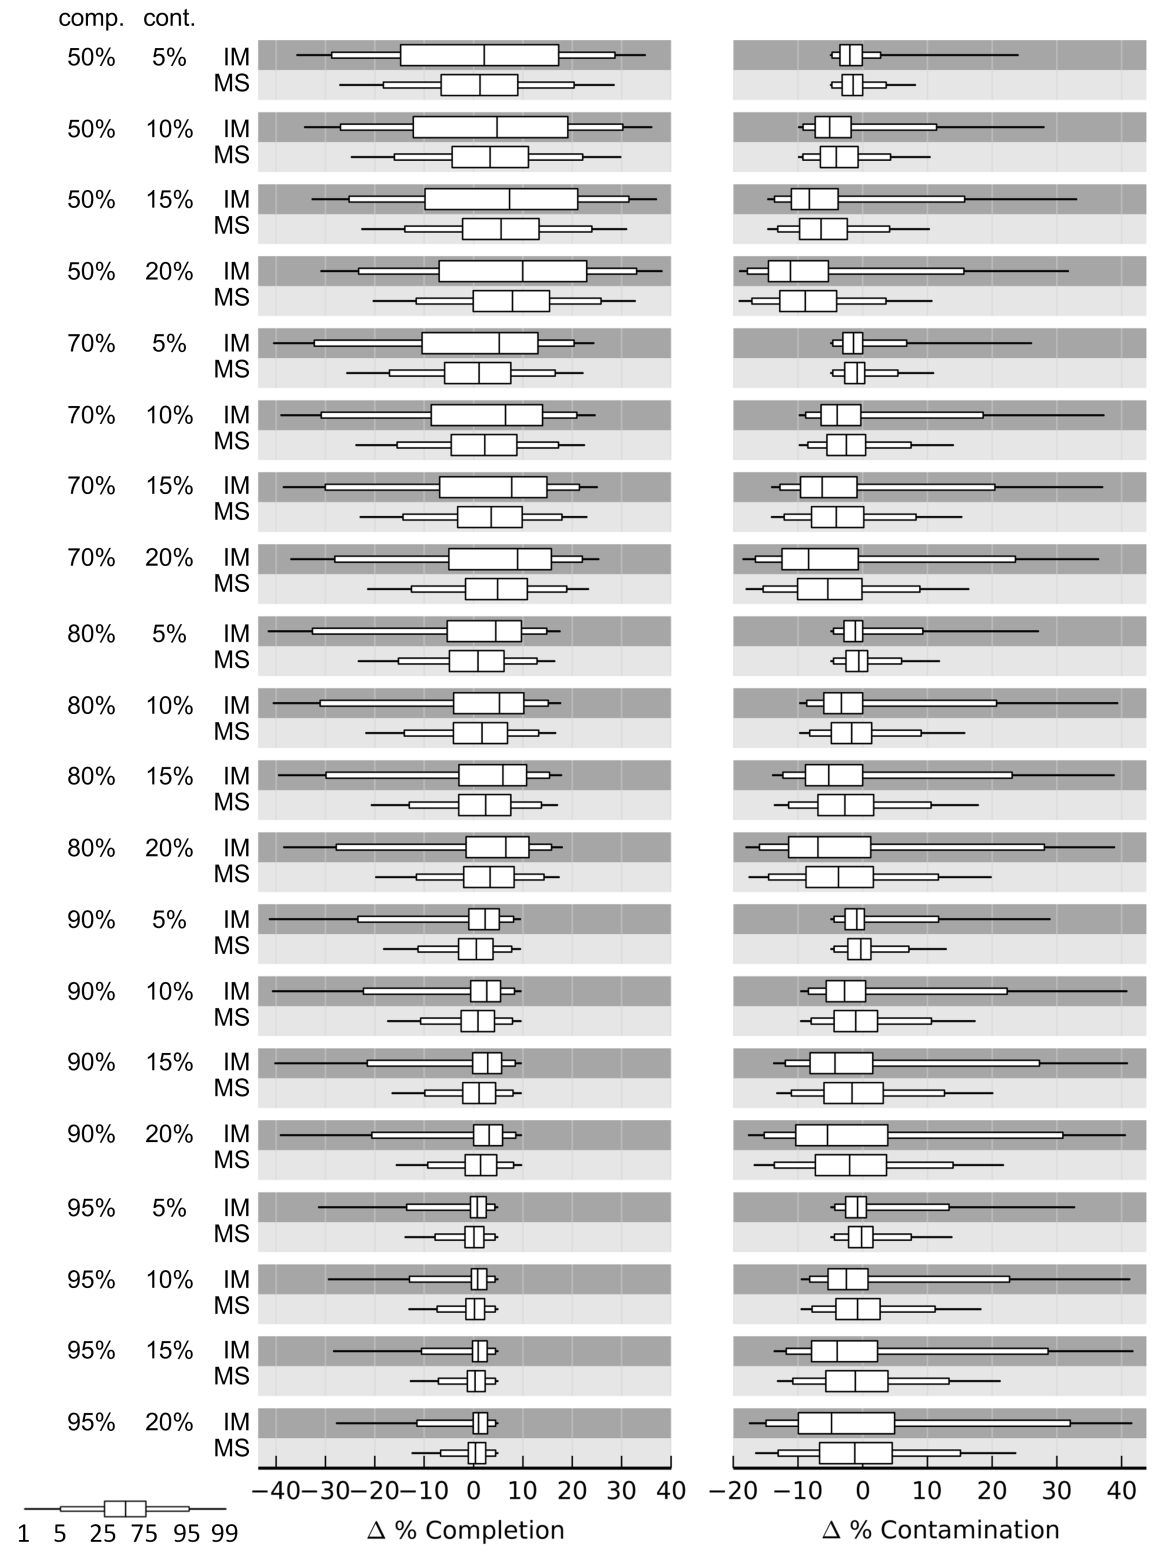 comp. cont.
50% 5% IM
MS
50% 10% IM
MS
50% 15% IM
MS
50% 20% IM
MS
70% 5% IM
MS
70% 10% IM
MS
70% 15% IM
MS
70% 20% IM
MS
80% 5% IM
MS
80% 10% IM
MS
80% 15% IM
MS
80% 20% IM
MS
90% 5% IM
MS
90% 10% IM
MS
90% 15% IM
MS
90% 20% IM
MS
95% 5% IM
MS
95% 10% IM
MS
95% 15% IM
MS
95% 20% IM
MS
−40−30−20−10 0 10 20 30 40 −20 −10 0 10 20 30 40
1 5 25 75 95 99 Δ % Completion Δ % Contamination